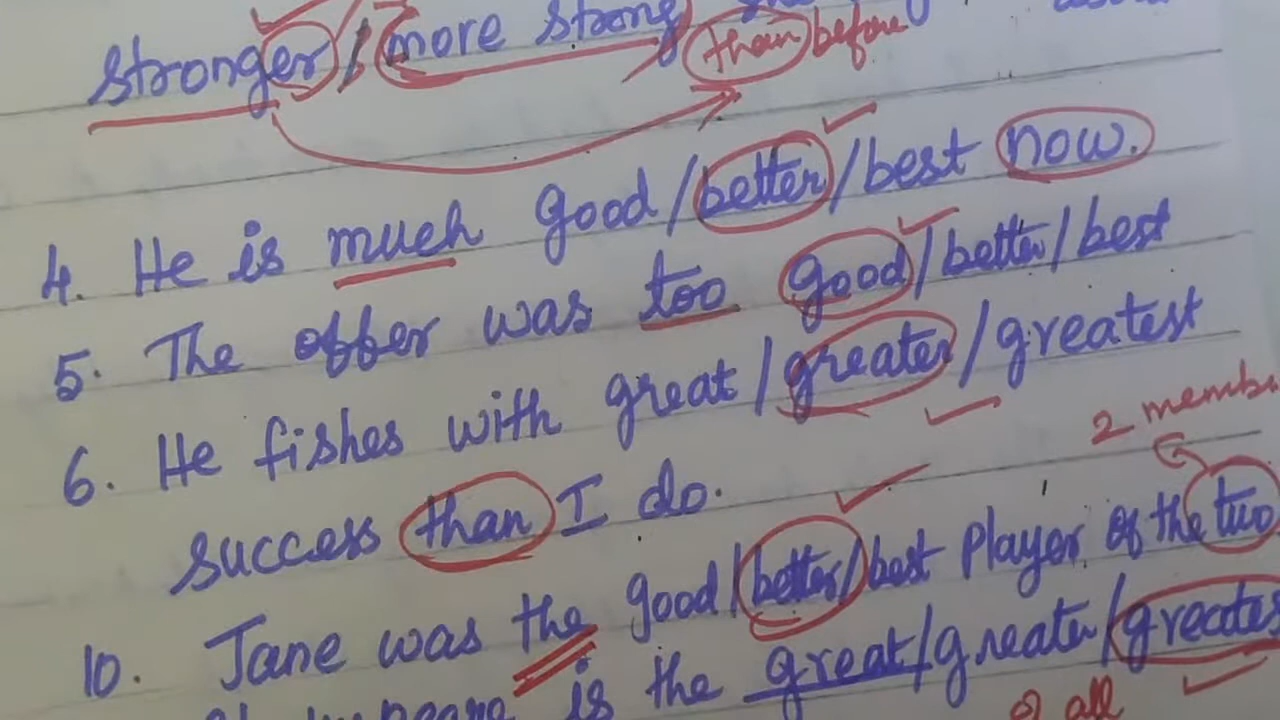 stronger / more strong than before
4. He is much good / better / best now.
5. The offer was too good / better / best
6. He fishes with great / greater / greatest
success than I do.
2
10. Jane was the good / better / best player of the two
is the great / greater /
of all